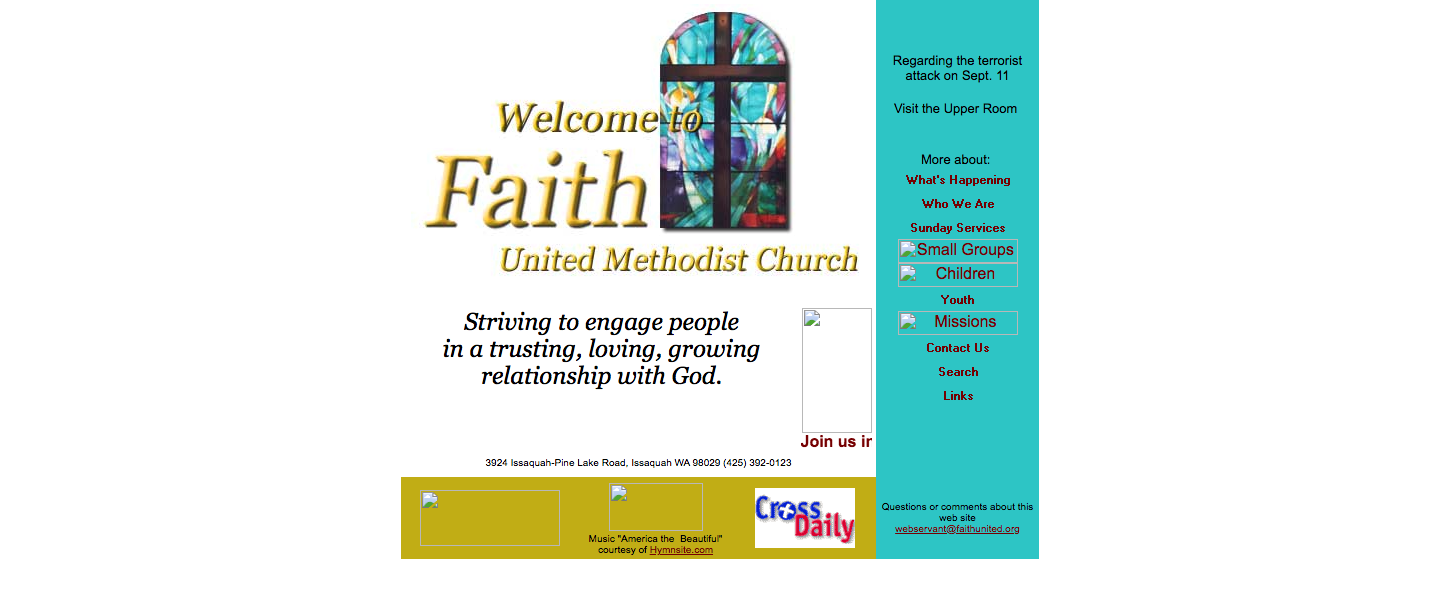 Welcome to
Faith
United Methodist Church
Striving to engage people
in a trusting, loving, growing
relationship with God.
Join us in
3924 Issaquah-Pine Lake Road, Issaquah WA 98029 (425) 392-0123
Music "America the Beautiful"
courtesy of Hymnsite.com
Cross
Daily
Regarding the terrorist
attack on Sept. 11
Visit the Upper Room
More about:
What's Happening
Who We Are
Sunday Services
Small Groups
Children
Youth
Missions
Contact Us
Search
Links
Questions or comments about this
web site
webservant@faithunited.org